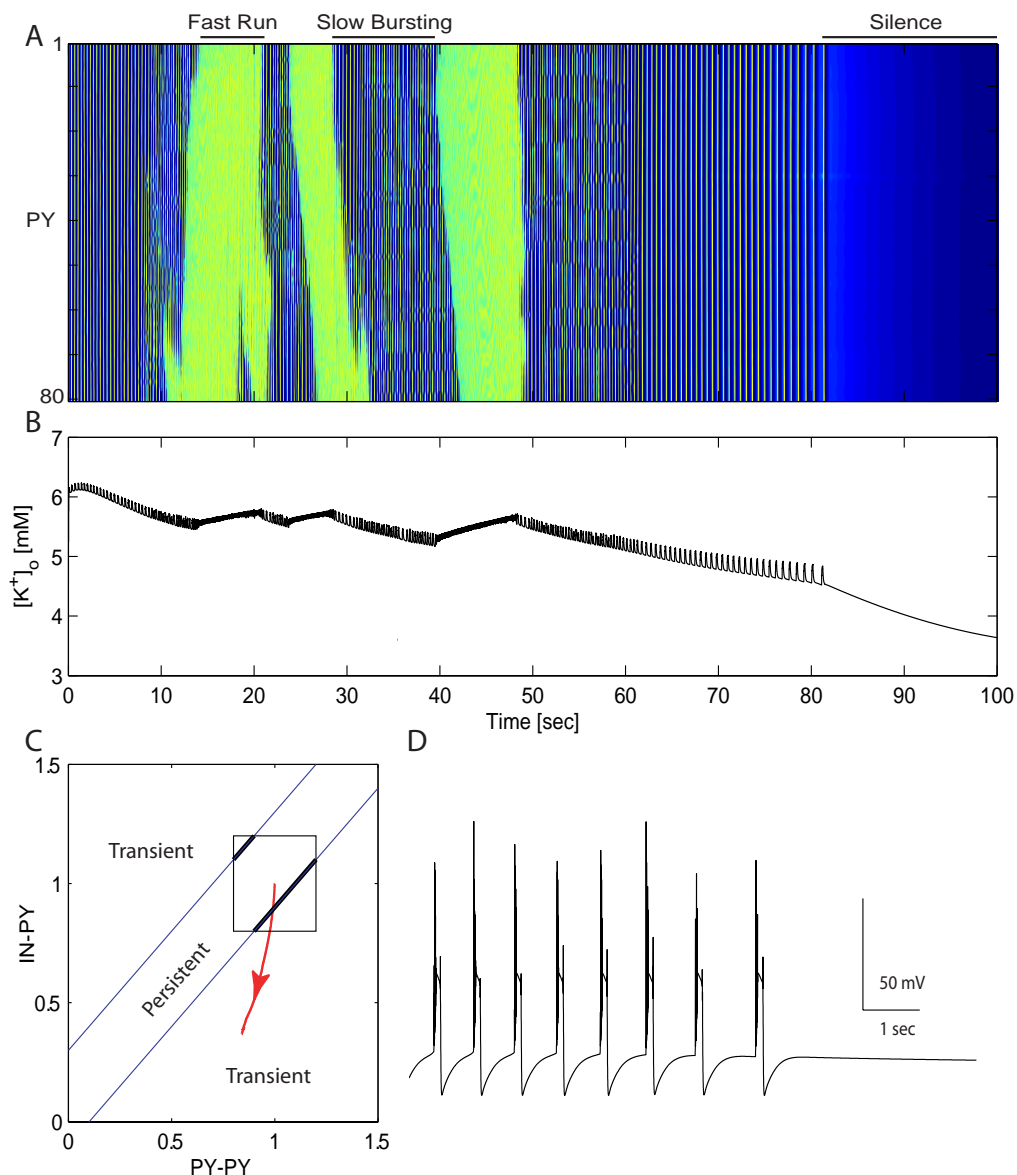 Fast Run Slow Bursting Silence
A
1
PY
80
B
7
6
5
4
3
[K+]o [mM]
0 10 20 30 40 50 60 70 80 90 100
Time [sec]
C
D
1.5
1
0.5
0
IN-PY
Transient
Persistent
Transient
0 0.5 1 1.5
PY-PY
50 mV
1 sec